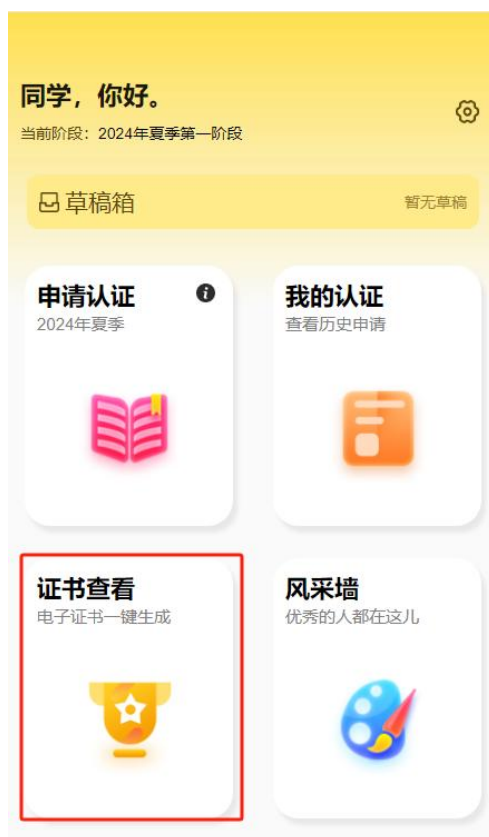 同学，你好。
当前阶段：2024年夏季第一阶段
草稿箱
暂无草稿
申请认证
2024年夏季
我的认证
查看历史申请
证书查看
电子证书一键生成
风采墙
优秀的人都在这儿